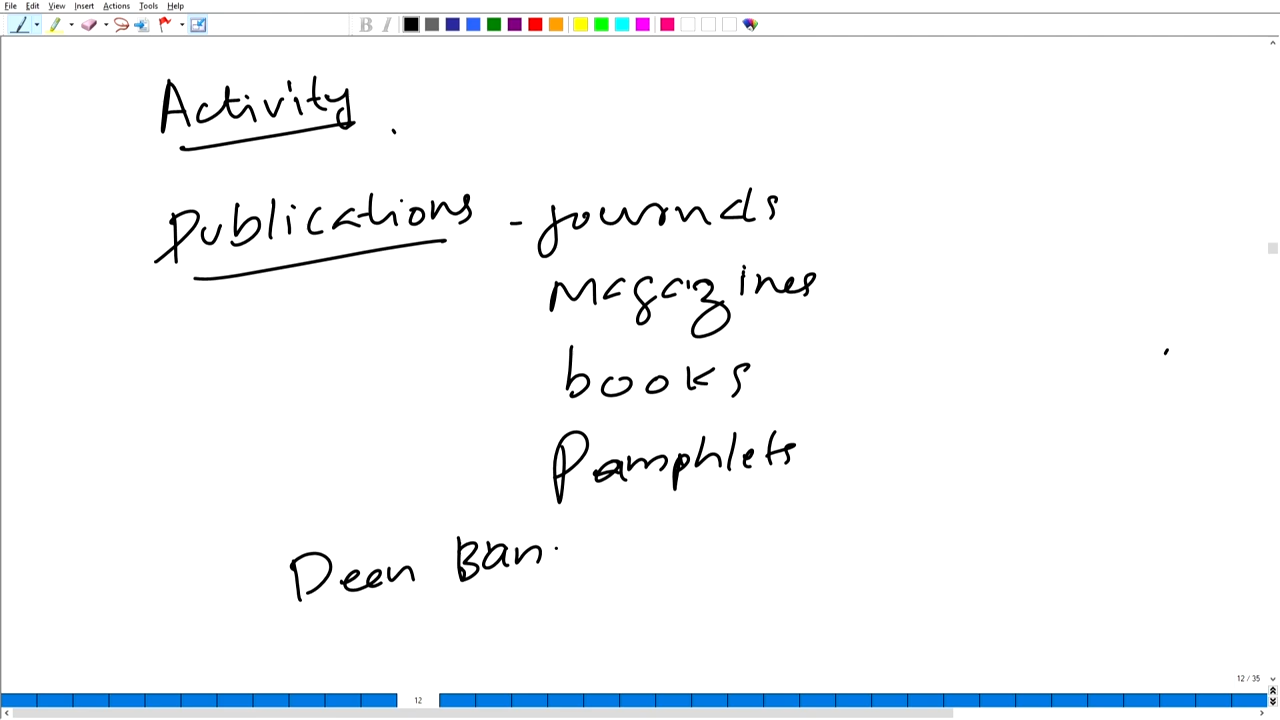 File Edit View Insert Actions Tools Help
B I
Activity
Publications - Journals
Magazines
books
Pamphlets
Deen Ban
12 / 35
12